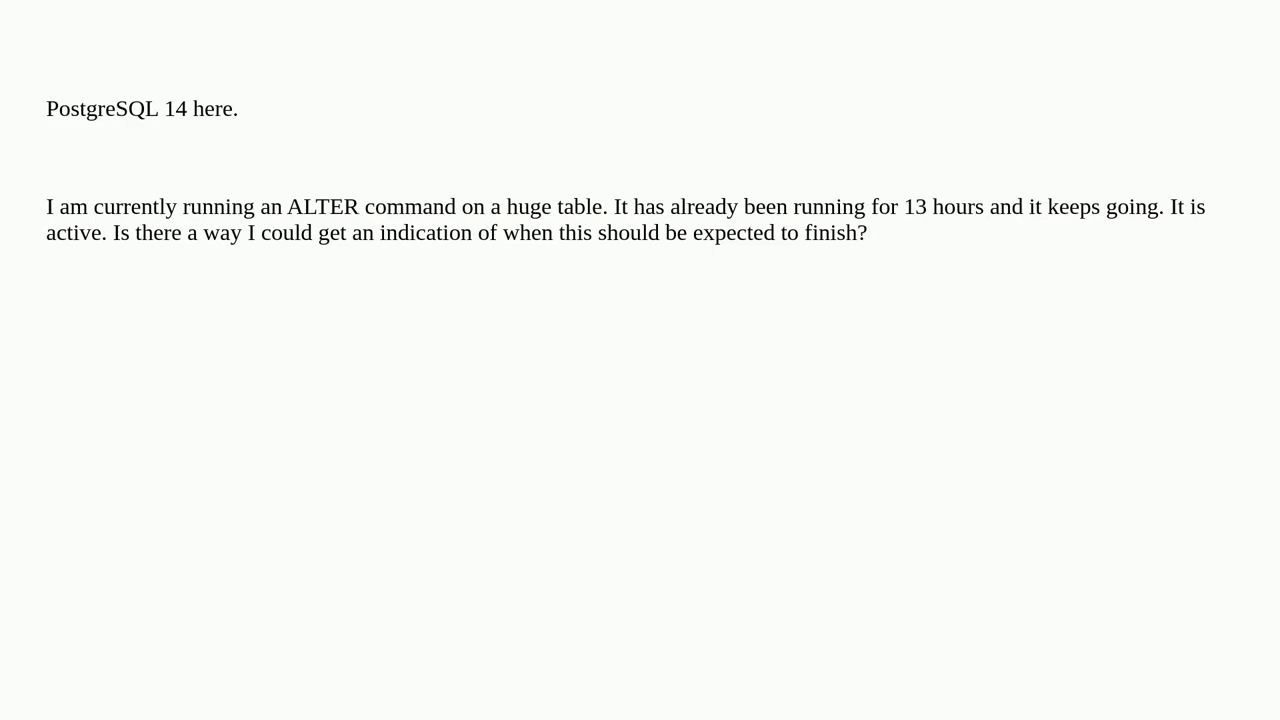 PostgreSQL 14 here.
I am currently running an ALTER command on a huge table. It has already been running for 13 hours and it keeps going. It is
active. Is there a way I could get an indication of when this should be expected to finish?